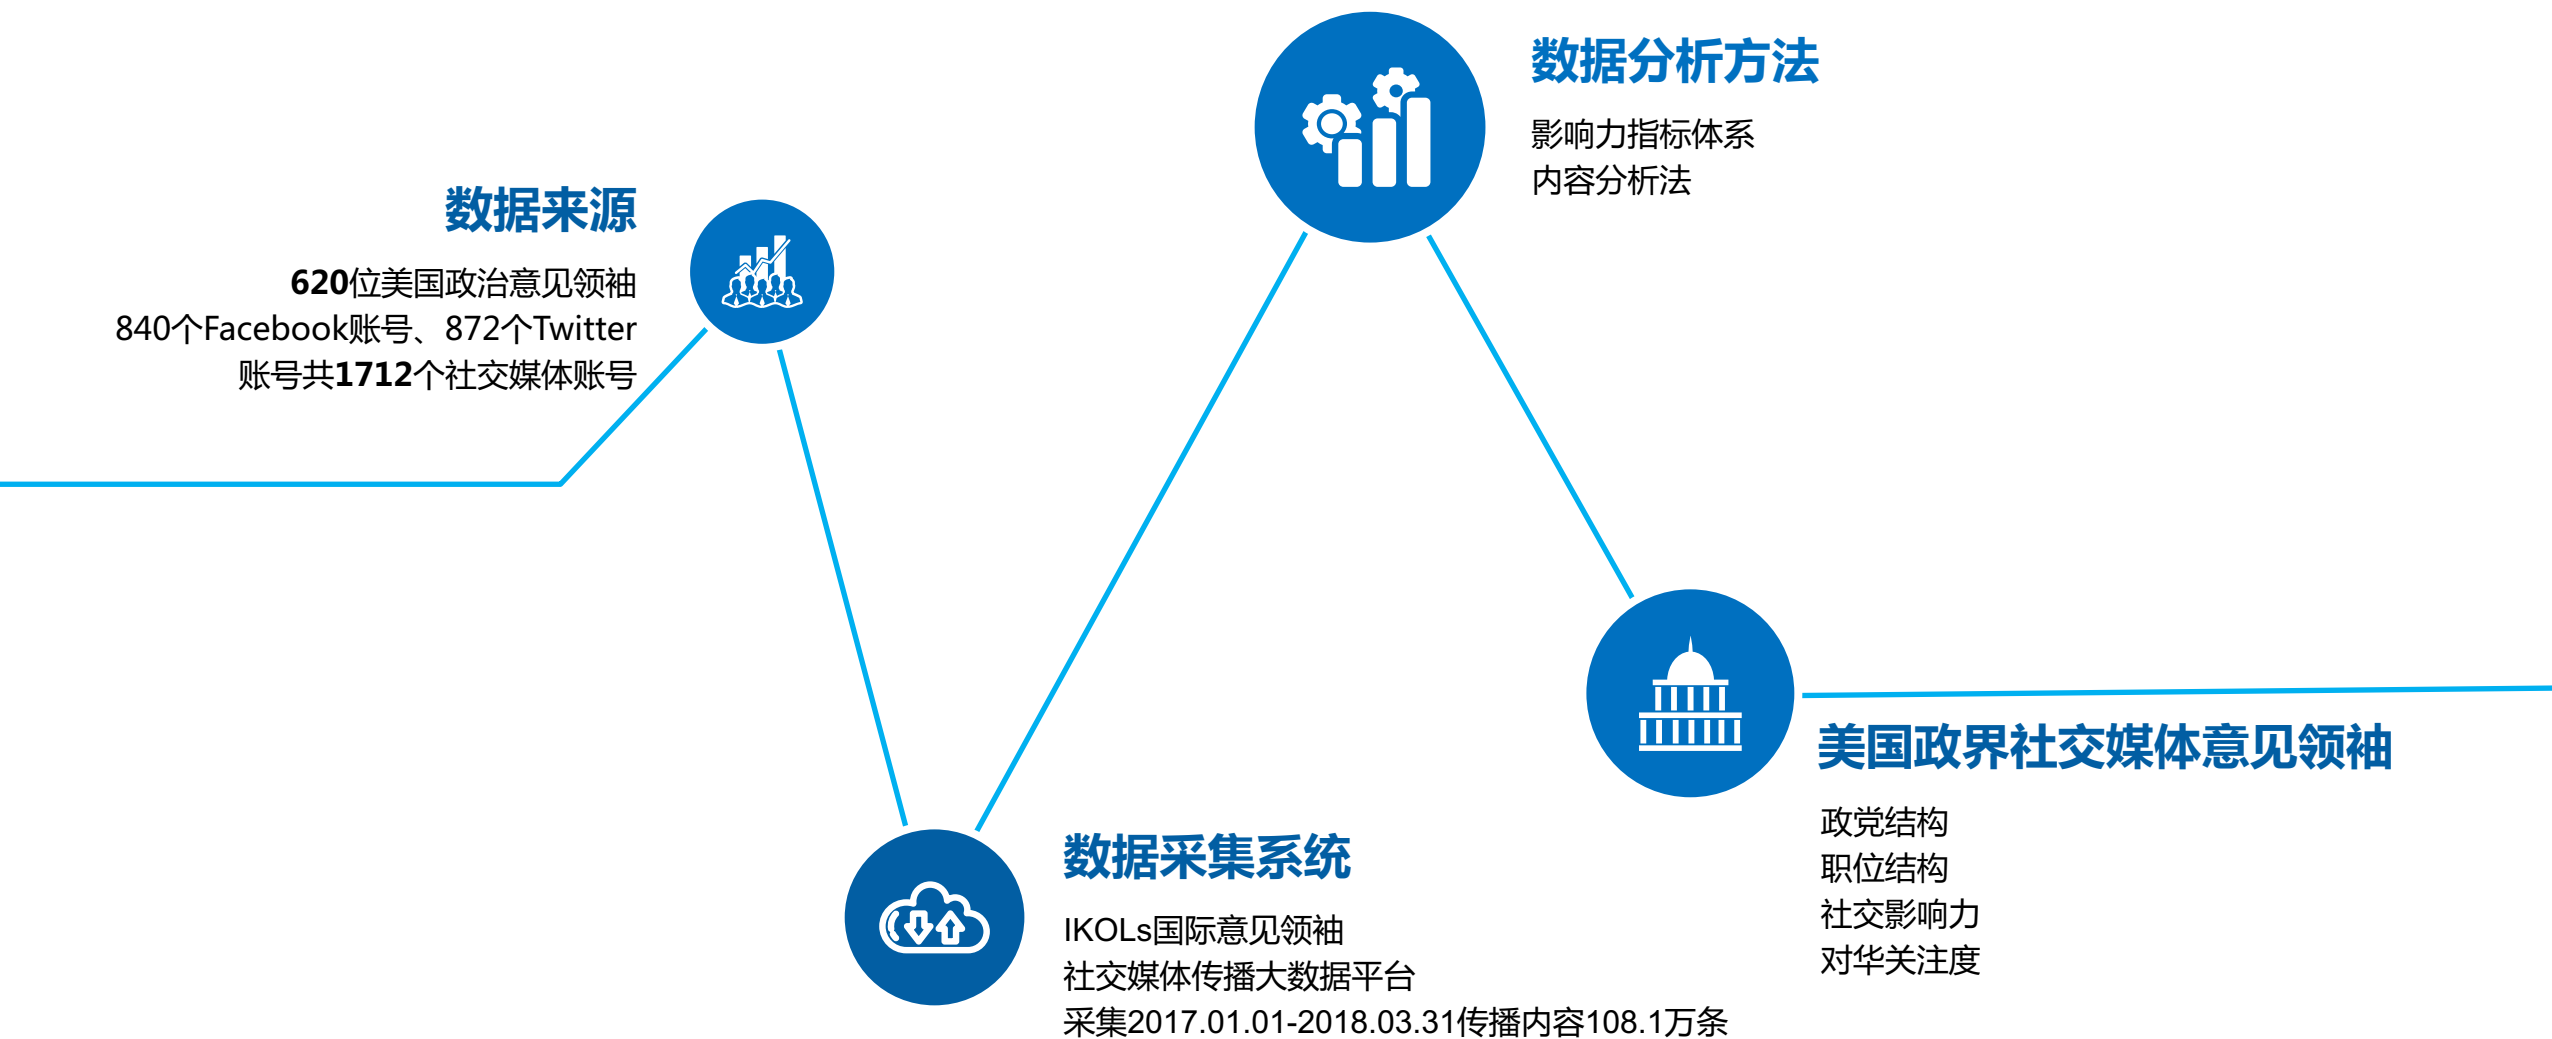 数据来源
620位美国政治意见领袖
840个Facebook账号、872个Twitter
账号共1712个社交媒体账号
数据采集系统
IKOLs国际意见领袖
社交媒体传播大数据平台
采集2017.01.01-2018.03.31传播内容108.1万条
数据分析方法
影响力指标体系
内容分析法
美国政界社交媒体意见领袖
政党结构
职位结构
社交影响力
对华关注度